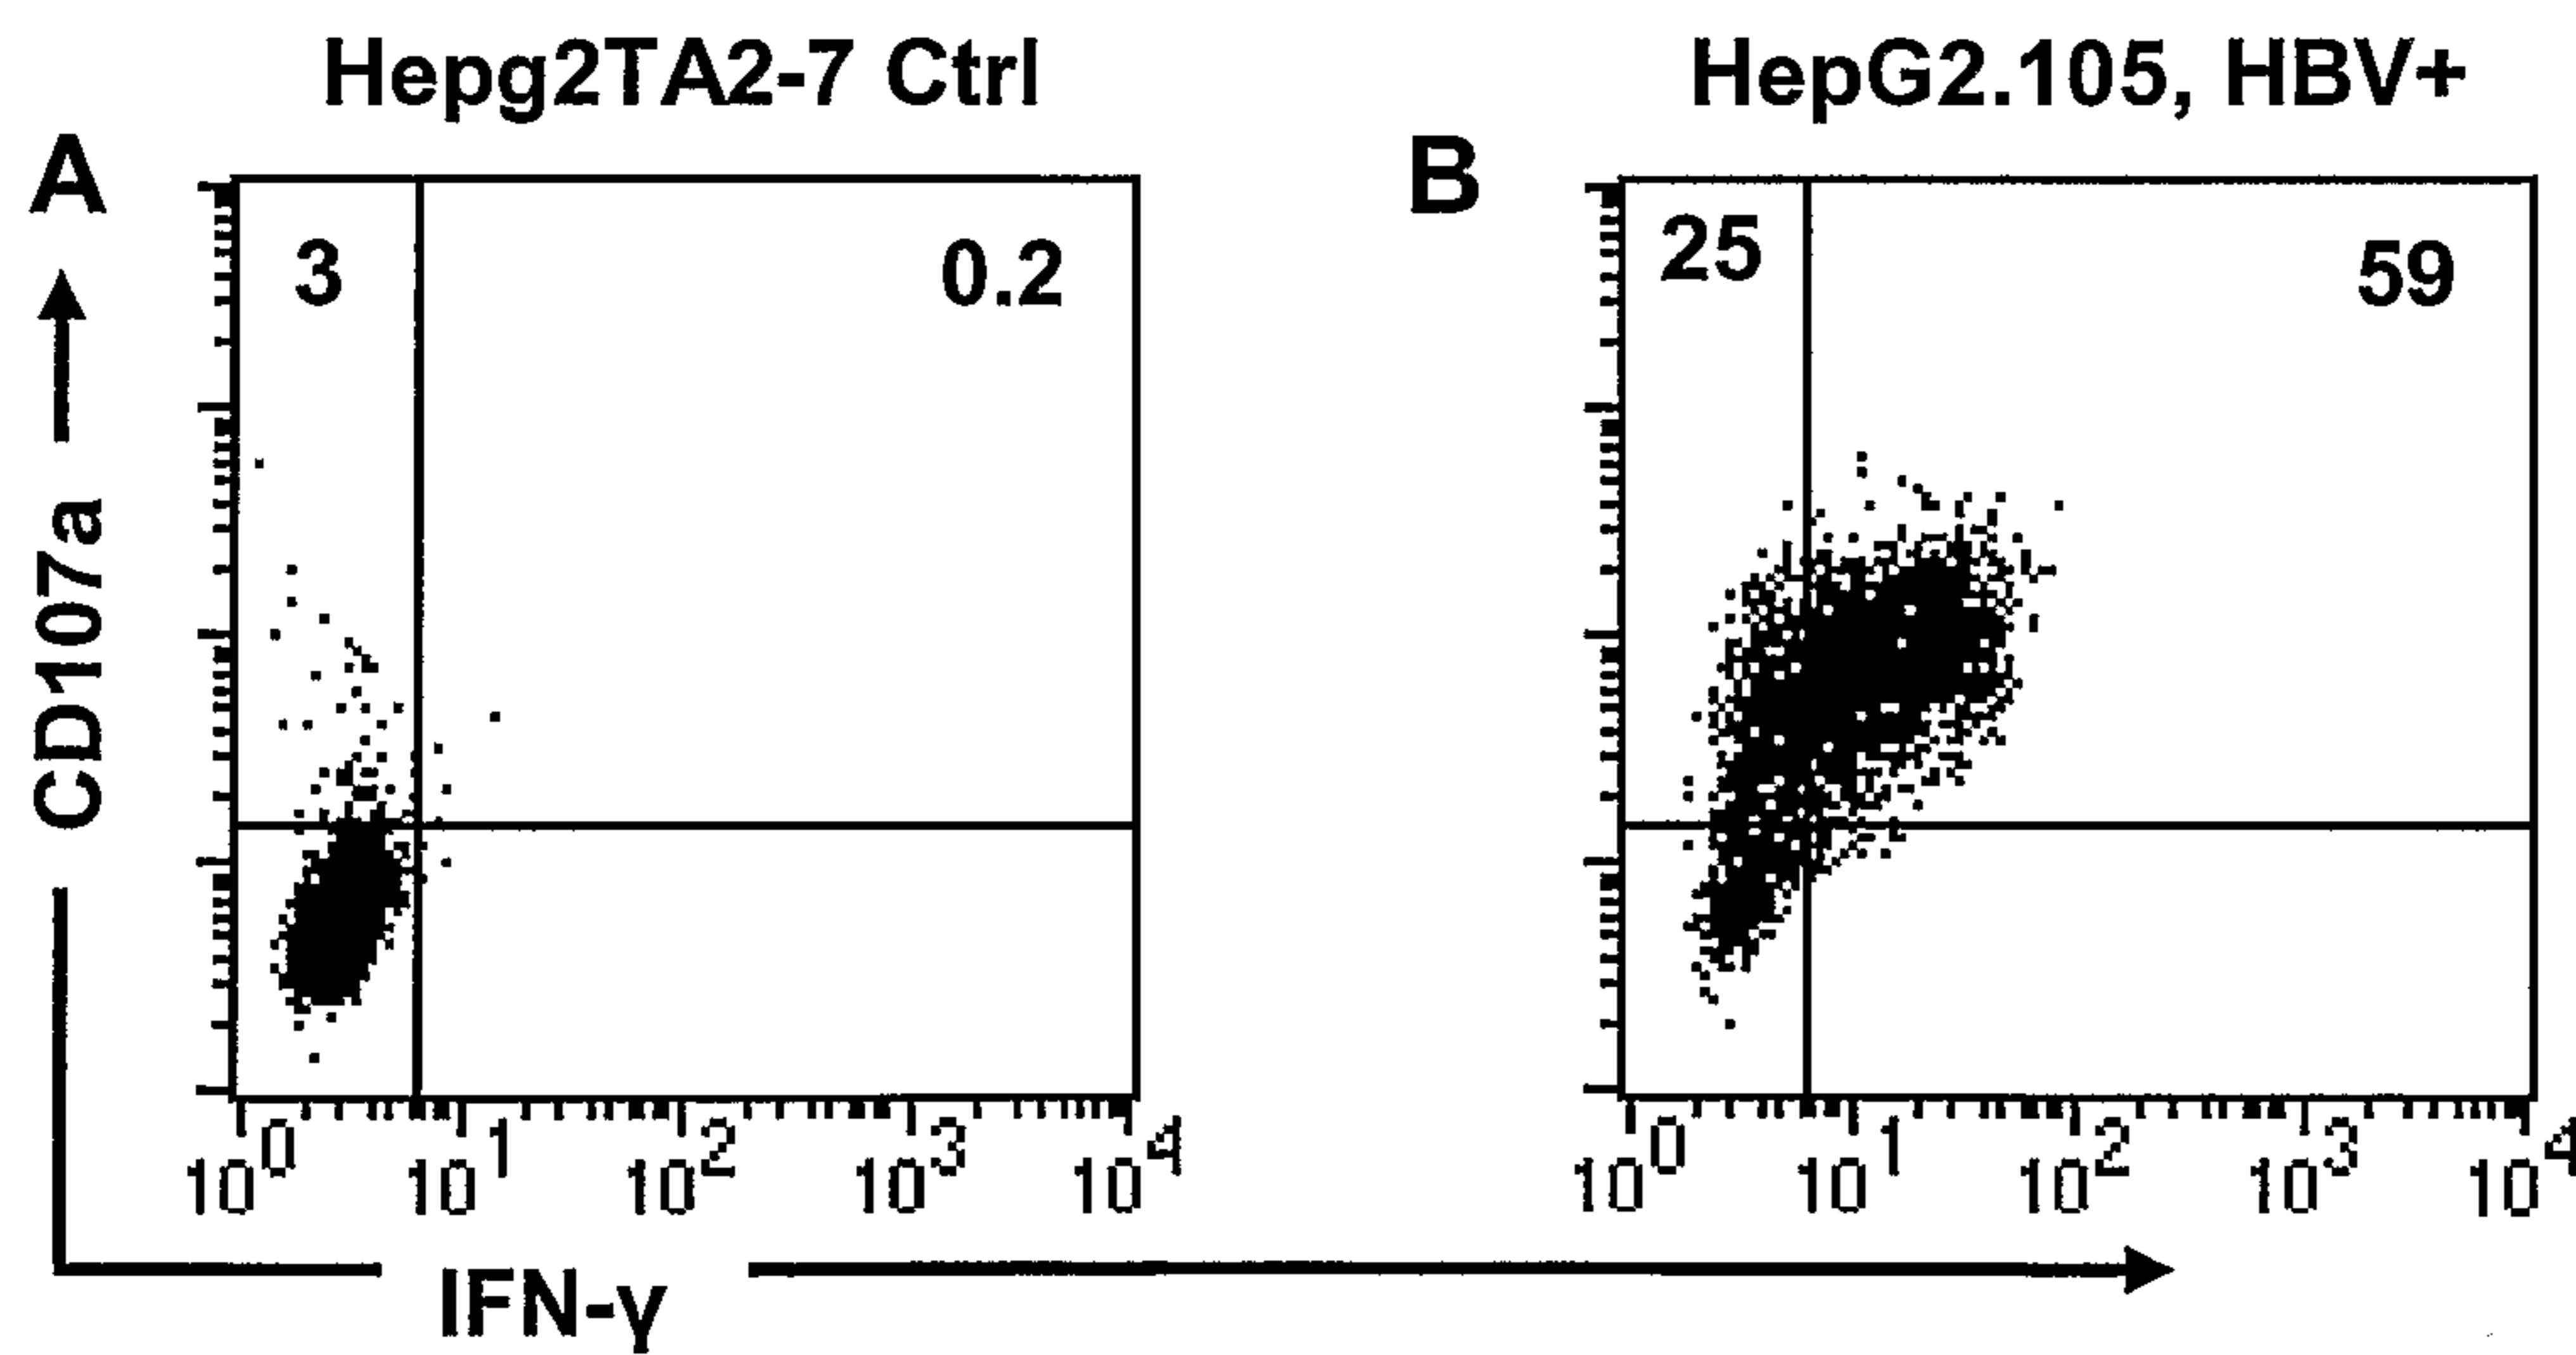 Hepg2TA2-7 Ctrl
HepG2.105, HBV+
A
B
3
0.2
25
59
CD107a
10^0 10^1 10^2 10^3 10^4
10^0 10^1 10^2 10^3 10^4
IFN-γ